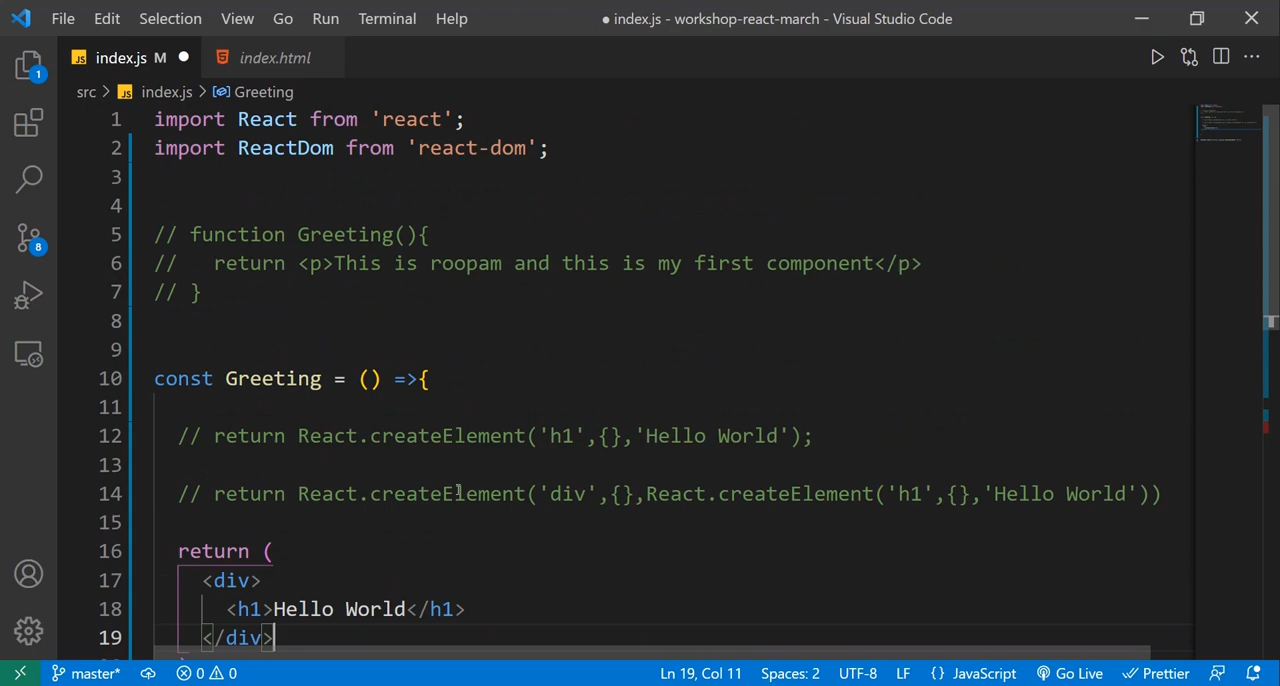 File Edit Selection View Go Run Terminal Help ● index.js - workshop-react-march - Visual Studio Code
JS index.js M ● index.html
src > JS index.js > Greeting
1 import React from 'react';
2 import ReactDom from 'react-dom';
3
4
5 // function Greeting(){
6 //   return <p>This is roopam and this is my first component</p>
7 // }
8
9
10 const Greeting = () =>{
11
12   // return React.createElement('h1',{},'Hello World');
13
14   // return React.createElement('div',{},React.createElement('h1',{},'Hello World'))
15
16   return (
17     <div>
18       <h1>Hello World</h1>
19     </div>
1
8
master* 0 0 Ln 19, Col 11 Spaces: 2 UTF-8 LF {} JavaScript Go Live Prettier